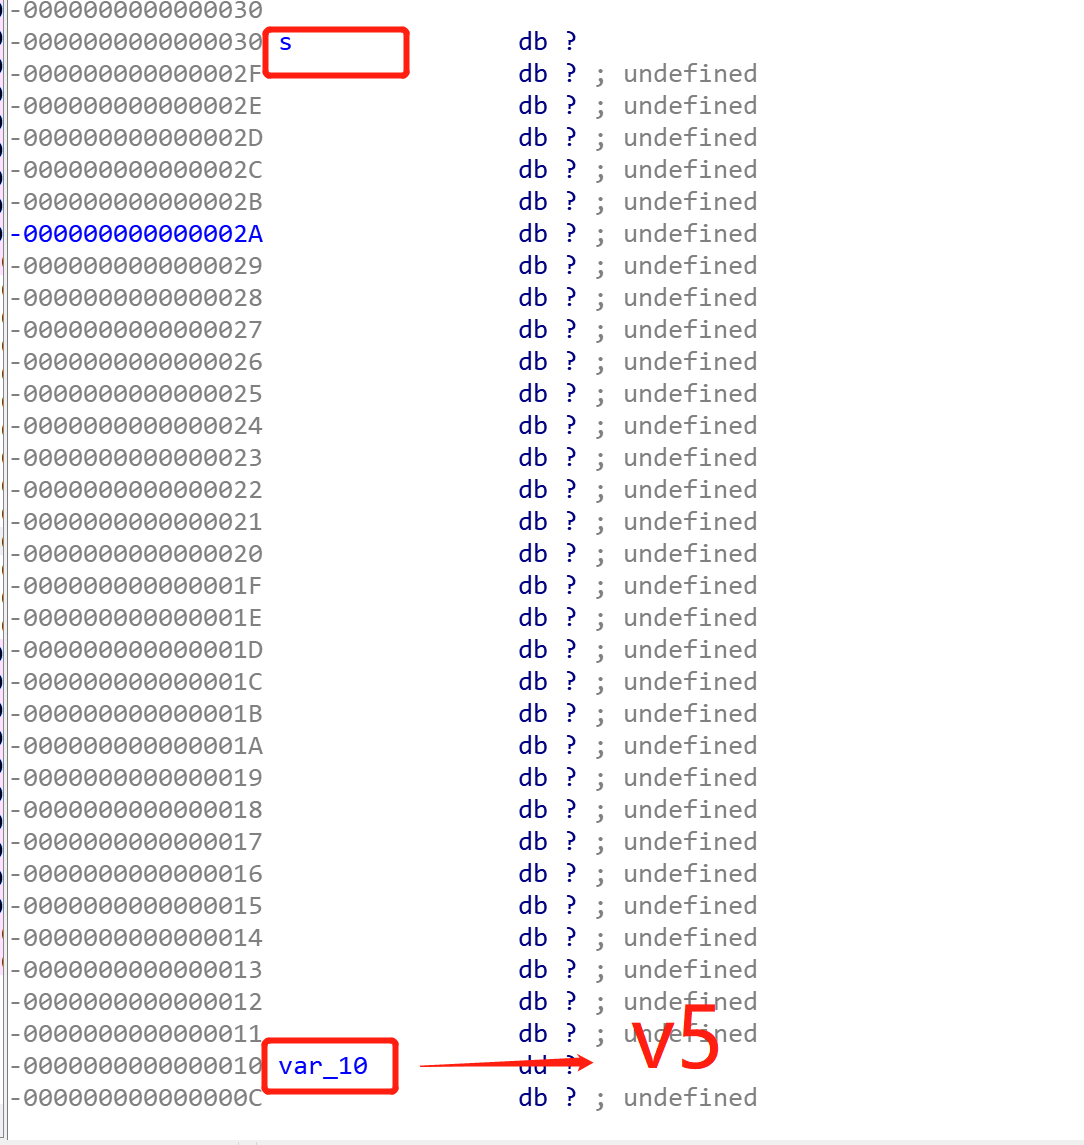 -0000000000000030
-0000000000000030 s db ?
-000000000000002F db ? ; undefined
-000000000000002E db ? ; undefined
-000000000000002D db ? ; undefined
-000000000000002C db ? ; undefined
-000000000000002B db ? ; undefined
-000000000000002A db ? ; undefined
-0000000000000029 db ? ; undefined
-0000000000000028 db ? ; undefined
-0000000000000027 db ? ; undefined
-0000000000000026 db ? ; undefined
-0000000000000025 db ? ; undefined
-0000000000000024 db ? ; undefined
-0000000000000023 db ? ; undefined
-0000000000000022 db ? ; undefined
-0000000000000021 db ? ; undefined
-0000000000000020 db ? ; undefined
-000000000000001F db ? ; undefined
-000000000000001E db ? ; undefined
-000000000000001D db ? ; undefined
-000000000000001C db ? ; undefined
-000000000000001B db ? ; undefined
-000000000000001A db ? ; undefined
-0000000000000019 db ? ; undefined
-0000000000000018 db ? ; undefined
-0000000000000017 db ? ; undefined
-0000000000000016 db ? ; undefined
-0000000000000015 db ? ; undefined
-0000000000000014 db ? ; undefined
-0000000000000013 db ? ; undefined
-0000000000000012 db ? ; undefined
-0000000000000011 db ? ; undefined
-0000000000000010 var_10 dd ? v5
-000000000000000C db ? ; undefined